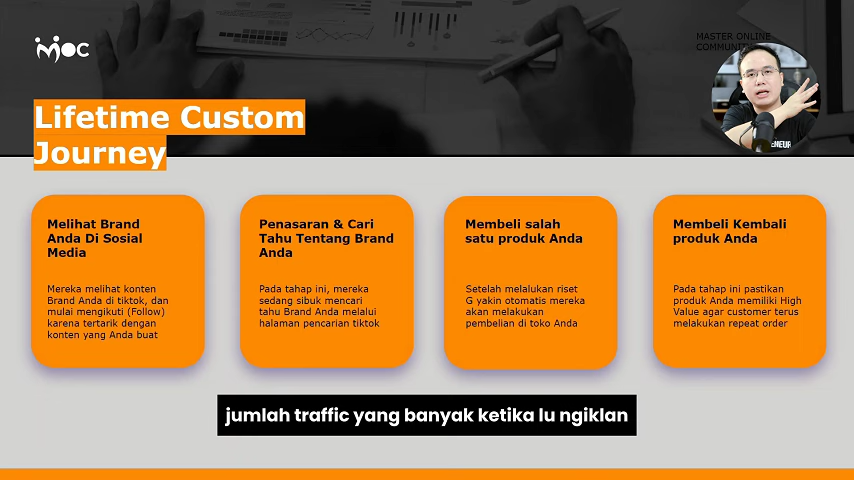 MOC
MASTER ONLINE
COMMUNITY
NEUR
Lifetime Custom
Journey
Melihat Brand
Anda Di Sosial
Media
Mereka melihat konten
Brand Anda di tiktok, dan
mulai mengikuti (Follow)
karena tertarik dengan
konten yang Anda buat
Penasaran & Cari
Tahu Tentang Brand
Anda
Pada tahap ini, mereka
sedang sibuk mencari
tahu Brand Anda melalui
halaman pencarian tiktok
Membeli salah
satu produk Anda
Setelah melalukan riset
G yakin otomatis mereka
akan melakukan
pembelian di toko Anda
Membeli Kembali
produk Anda
Pada tahap ini pastikan
produk Anda memiliki High
Value agar customer terus
melakukan repeat order
jumlah traffic yang banyak ketika lu ngiklan